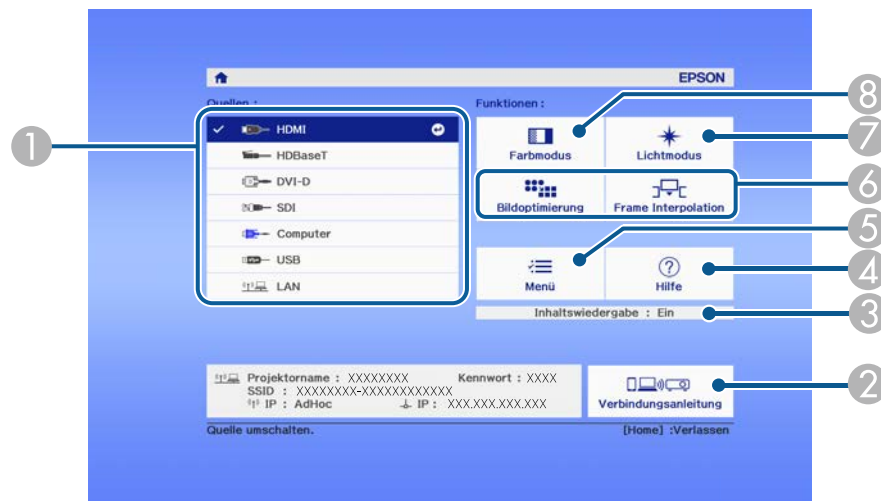 EPSON
Quellen :
Funktionen :
HDMI
HDBaseT
DVI-D
SDI
Computer
USB
LAN
Farbmodus
Lichtmodus
Bildoptimierung
Frame Interpolation
Menü
Hilfe
Inhaltswiedergabe : Ein
Projektorname : XXXXXXXX Kennwort : XXXX
SSID : XXXXXXXX-XXXXXXXXXXXX
IP : AdHoc IP : XXX.XXX.XXX.XXX
Verbindungsanleitung
Quelle umschalten.
[Home] :Verlassen
1
8
7
6
5
4
3
2